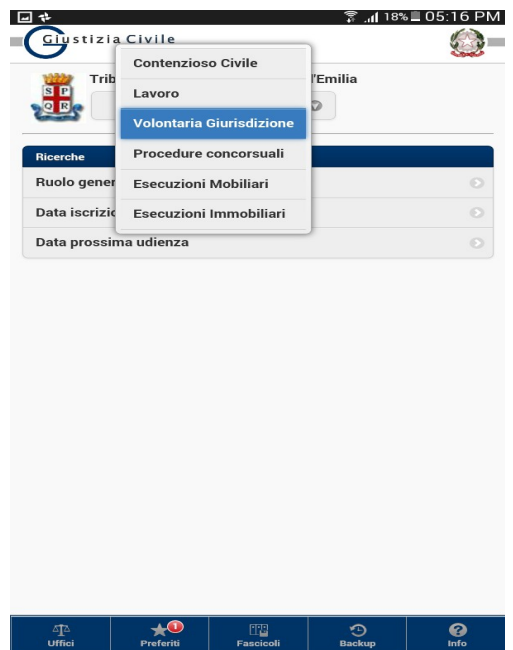 18% 05:16 PM
Giustizia Civile
Trib l'Emilia
S P
Q R
Contenzioso Civile
Lavoro
Volontaria Giurisdizione
Procedure concorsuali
Esecuzioni Mobiliari
Esecuzioni Immobiliari
Ricerche
Ruolo gener
Data iscrizio
Data prossima udienza
1
Uffici Preferiti Fascicoli Backup Info